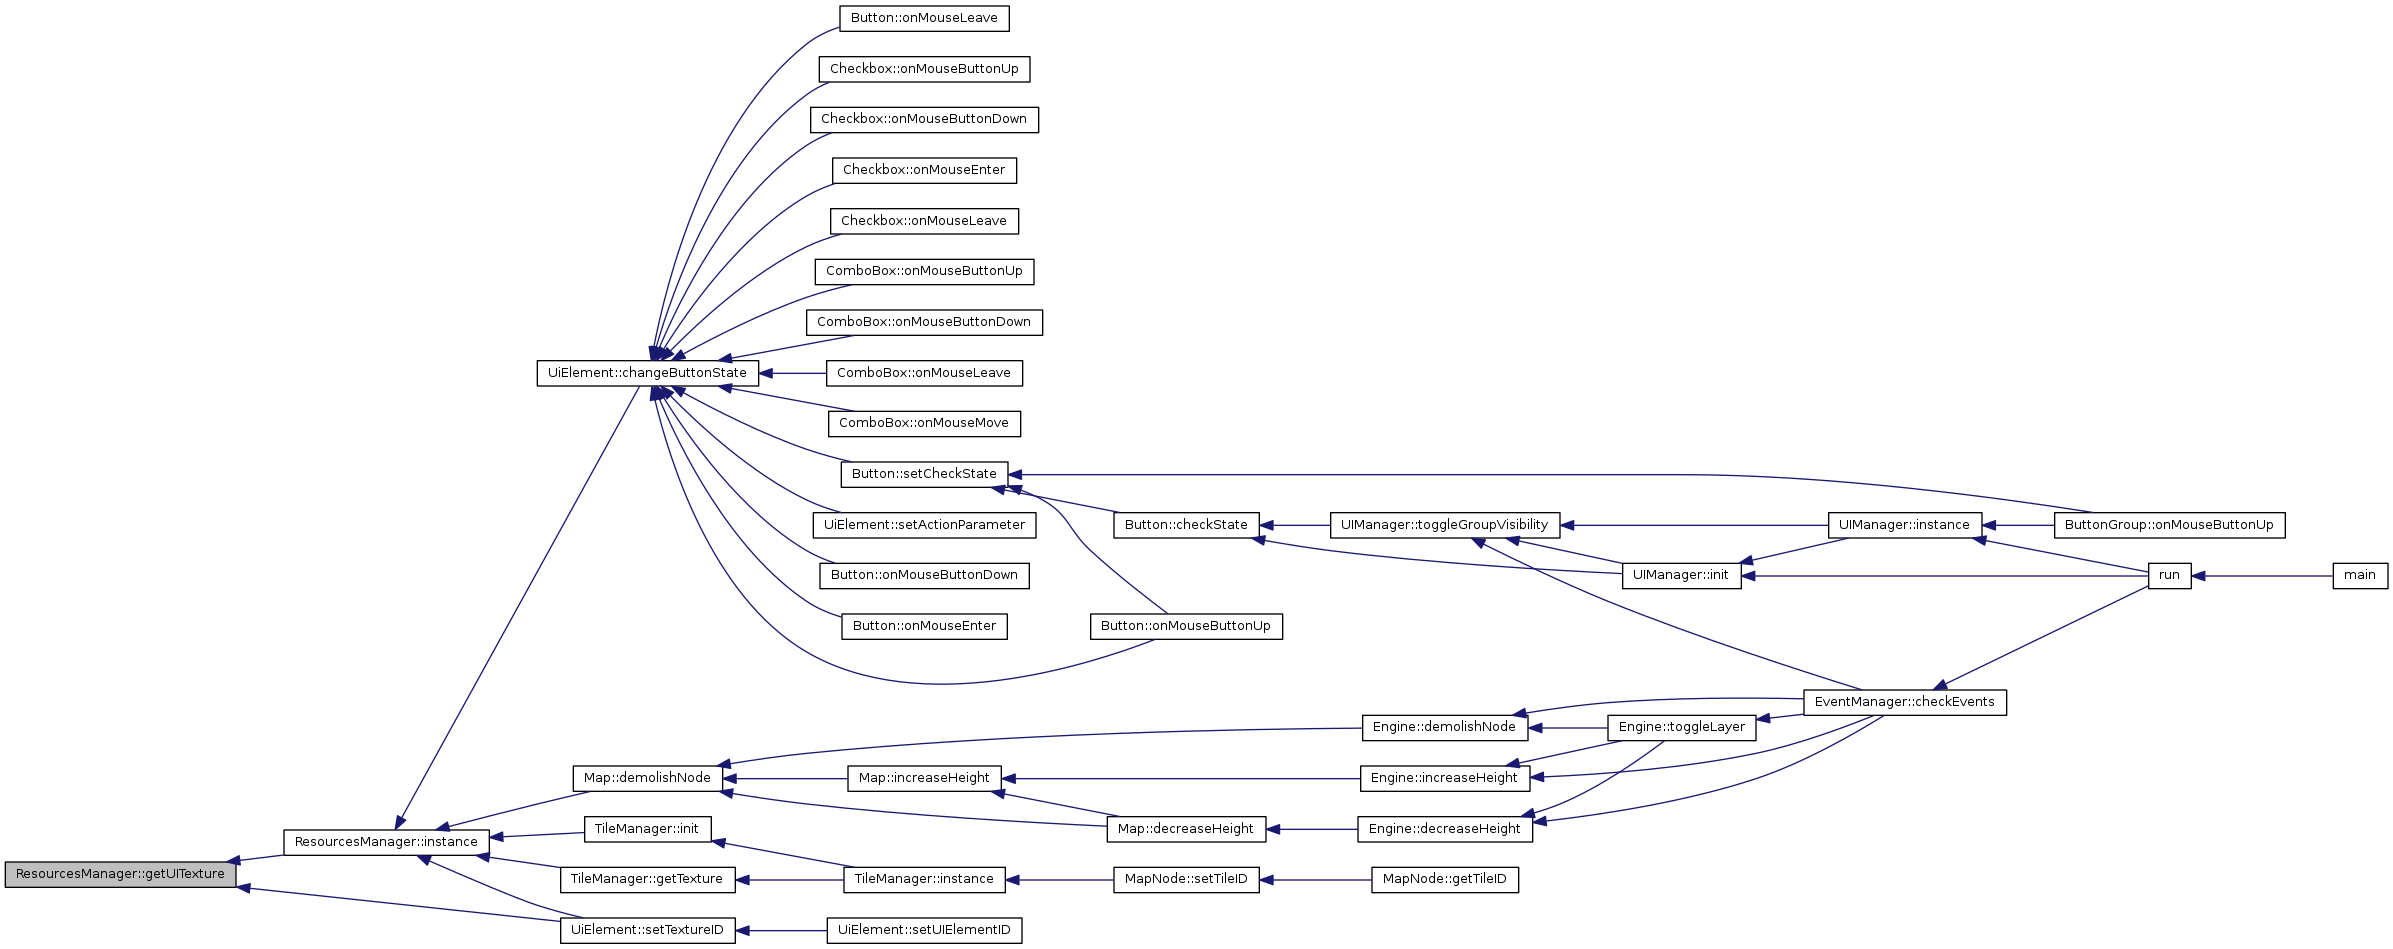 Button::onMouseLeave
Checkbox::onMouseButtonUp
Checkbox::onMouseButtonDown
Checkbox::onMouseEnter
Checkbox::onMouseLeave
ComboBox::onMouseButtonUp
ComboBox::onMouseButtonDown
UiElement::changeButtonState
ComboBox::onMouseLeave
ComboBox::onMouseMove
Button::setCheckState
UiElement::setActionParameter
Button::checkState
UIManager::toggleGroupVisibility
UIManager::instance
ButtonGroup::onMouseButtonUp
Button::onMouseButtonDown
UIManager::init
run
main
Button::onMouseEnter
Button::onMouseButtonUp
EventManager::checkEvents
Engine::demolishNode
Engine::toggleLayer
Map::demolishNode
Map::increaseHeight
Engine::increaseHeight
TileManager::init
Map::decreaseHeight
Engine::decreaseHeight
ResourcesManager::instance
ResourcesManager::getUITexture
TileManager::getTexture
TileManager::instance
MapNode::setTileID
MapNode::getTileID
UiElement::setTextureID
UiElement::setUIElementID